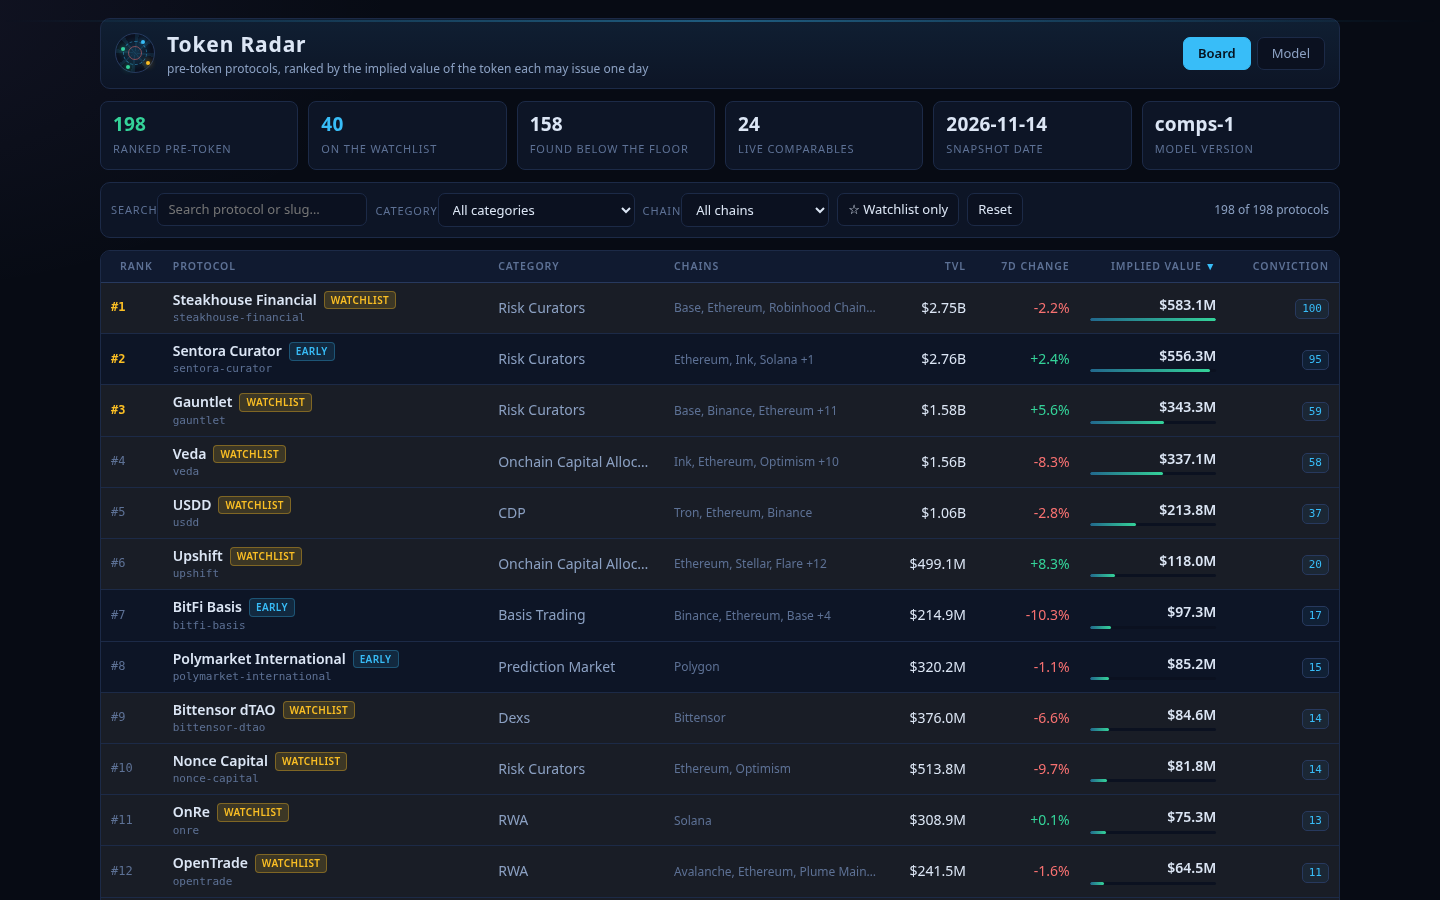 Token Radar
pre-token protocols, ranked by the implied value of the token each may issue one day
Board
Model
198
RANKED PRE-TOKEN
40
ON THE WATCHLIST
158
FOUND BELOW THE FLOOR
24
LIVE COMPARABLES
2026-11-14
SNAPSHOT DATE
comps-1
MODEL VERSION
SEARCH Search protocol or slug... CATEGORY All categories CHAIN All chains ☆ Watchlist only Reset 198 of 198 protocols
RANK PROTOCOL CATEGORY CHAINS TVL 7D CHANGE IMPLIED VALUE ▼ CONVICTION
#1 Steakhouse Financial WATCHLIST Risk Curators Base, Ethereum, Robinhood Chain... $2.75B -2.2% $583.1M 100
steakhouse-financial
#2 Sentora Curator EARLY Risk Curators Ethereum, Ink, Solana +1 $2.76B +2.4% $556.3M 95
sentora-curator
#3 Gauntlet WATCHLIST Risk Curators Base, Binance, Ethereum +11 $1.58B +5.6% $343.3M 59
gauntlet
#4 Veda WATCHLIST Onchain Capital Alloc... Ink, Ethereum, Optimism +10 $1.56B -8.3% $337.1M 58
veda
#5 USDD WATCHLIST CDP Tron, Ethereum, Binance $1.06B -2.8% $213.8M 37
usdd
#6 Upshift WATCHLIST Onchain Capital Alloc... Ethereum, Stellar, Flare +12 $499.1M +8.3% $118.0M 20
upshift
#7 BitFi Basis EARLY Basis Trading Binance, Ethereum, Base +4 $214.9M -10.3% $97.3M 17
bitfi-basis
#8 Polymarket International EARLY Prediction Market Polygon $320.2M -1.1% $85.2M 15
polymarket-international
#9 Bittensor dTAO WATCHLIST Dexs Bittensor $376.0M -6.6% $84.6M 14
bittensor-dtao
#10 Nonce Capital WATCHLIST Risk Curators Ethereum, Optimism $513.8M -9.7% $81.8M 14
nonce-capital
#11 OnRe WATCHLIST RWA Solana $308.9M +0.1% $75.3M 13
onre
#12 OpenTrade WATCHLIST RWA Avalanche, Ethereum, Plume Main... $241.5M -1.6% $64.5M 11
opentrade